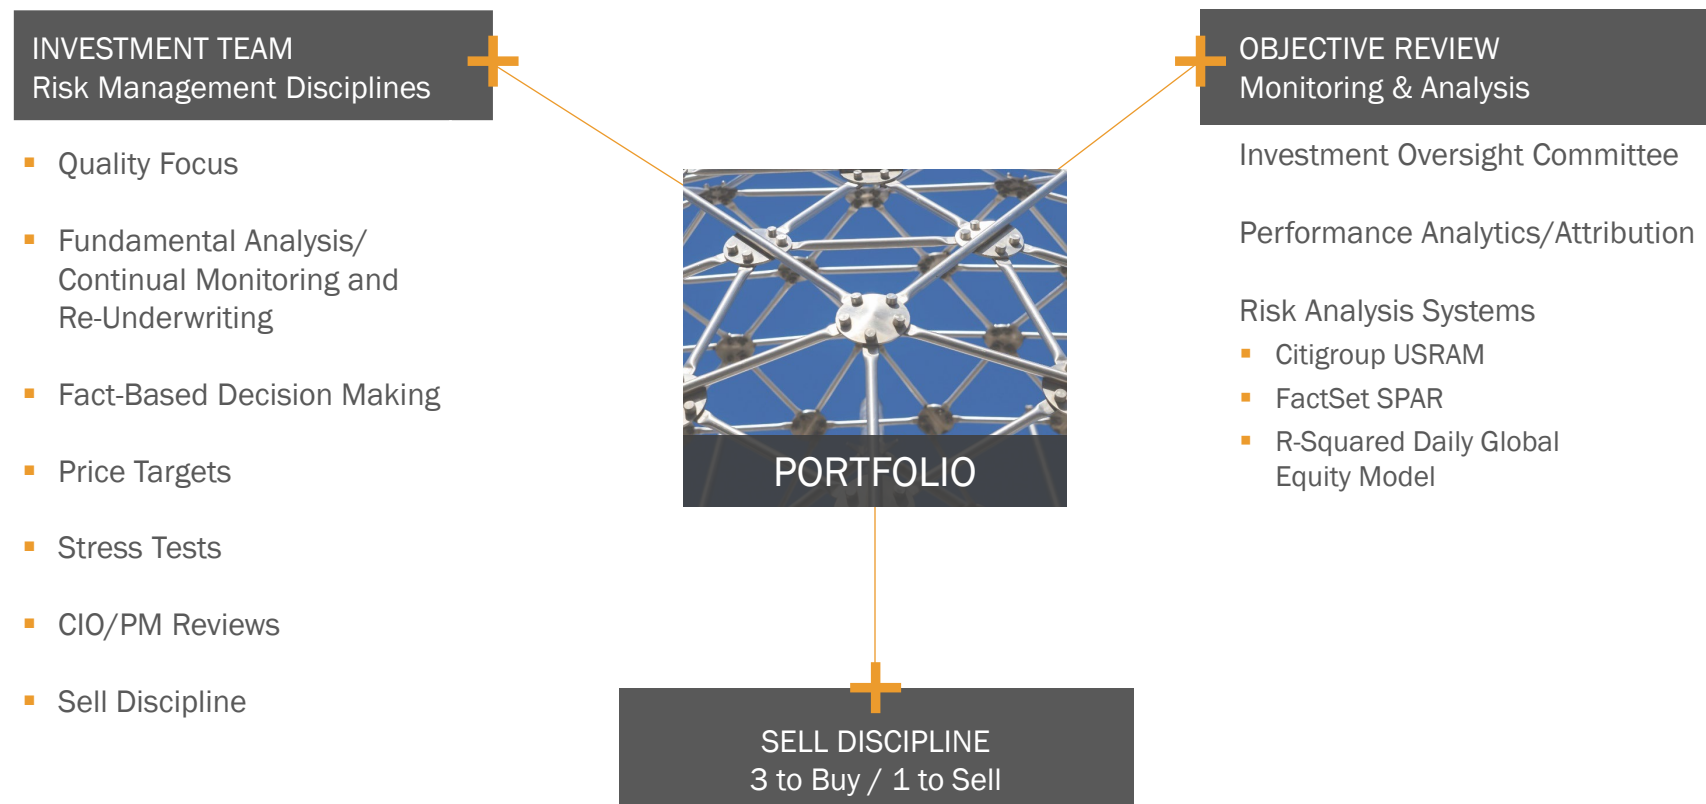 INVESTMENT TEAM
Risk Management Disciplines
Quality Focus
Fundamental Analysis/
Continual Monitoring and
Re-Underwriting
Fact-Based Decision Making
Price Targets
Stress Tests
CIO/PM Reviews
Sell Discipline
PORTFOLIO
SELL DISCIPLINE
3 to Buy / 1 to Sell
OBJECTIVE REVIEW
Monitoring & Analysis
Investment Oversight Committee
Performance Analytics/Attribution
Risk Analysis Systems
Citigroup USRAM
FactSet SPAR
R-Squared Daily Global
Equity Model